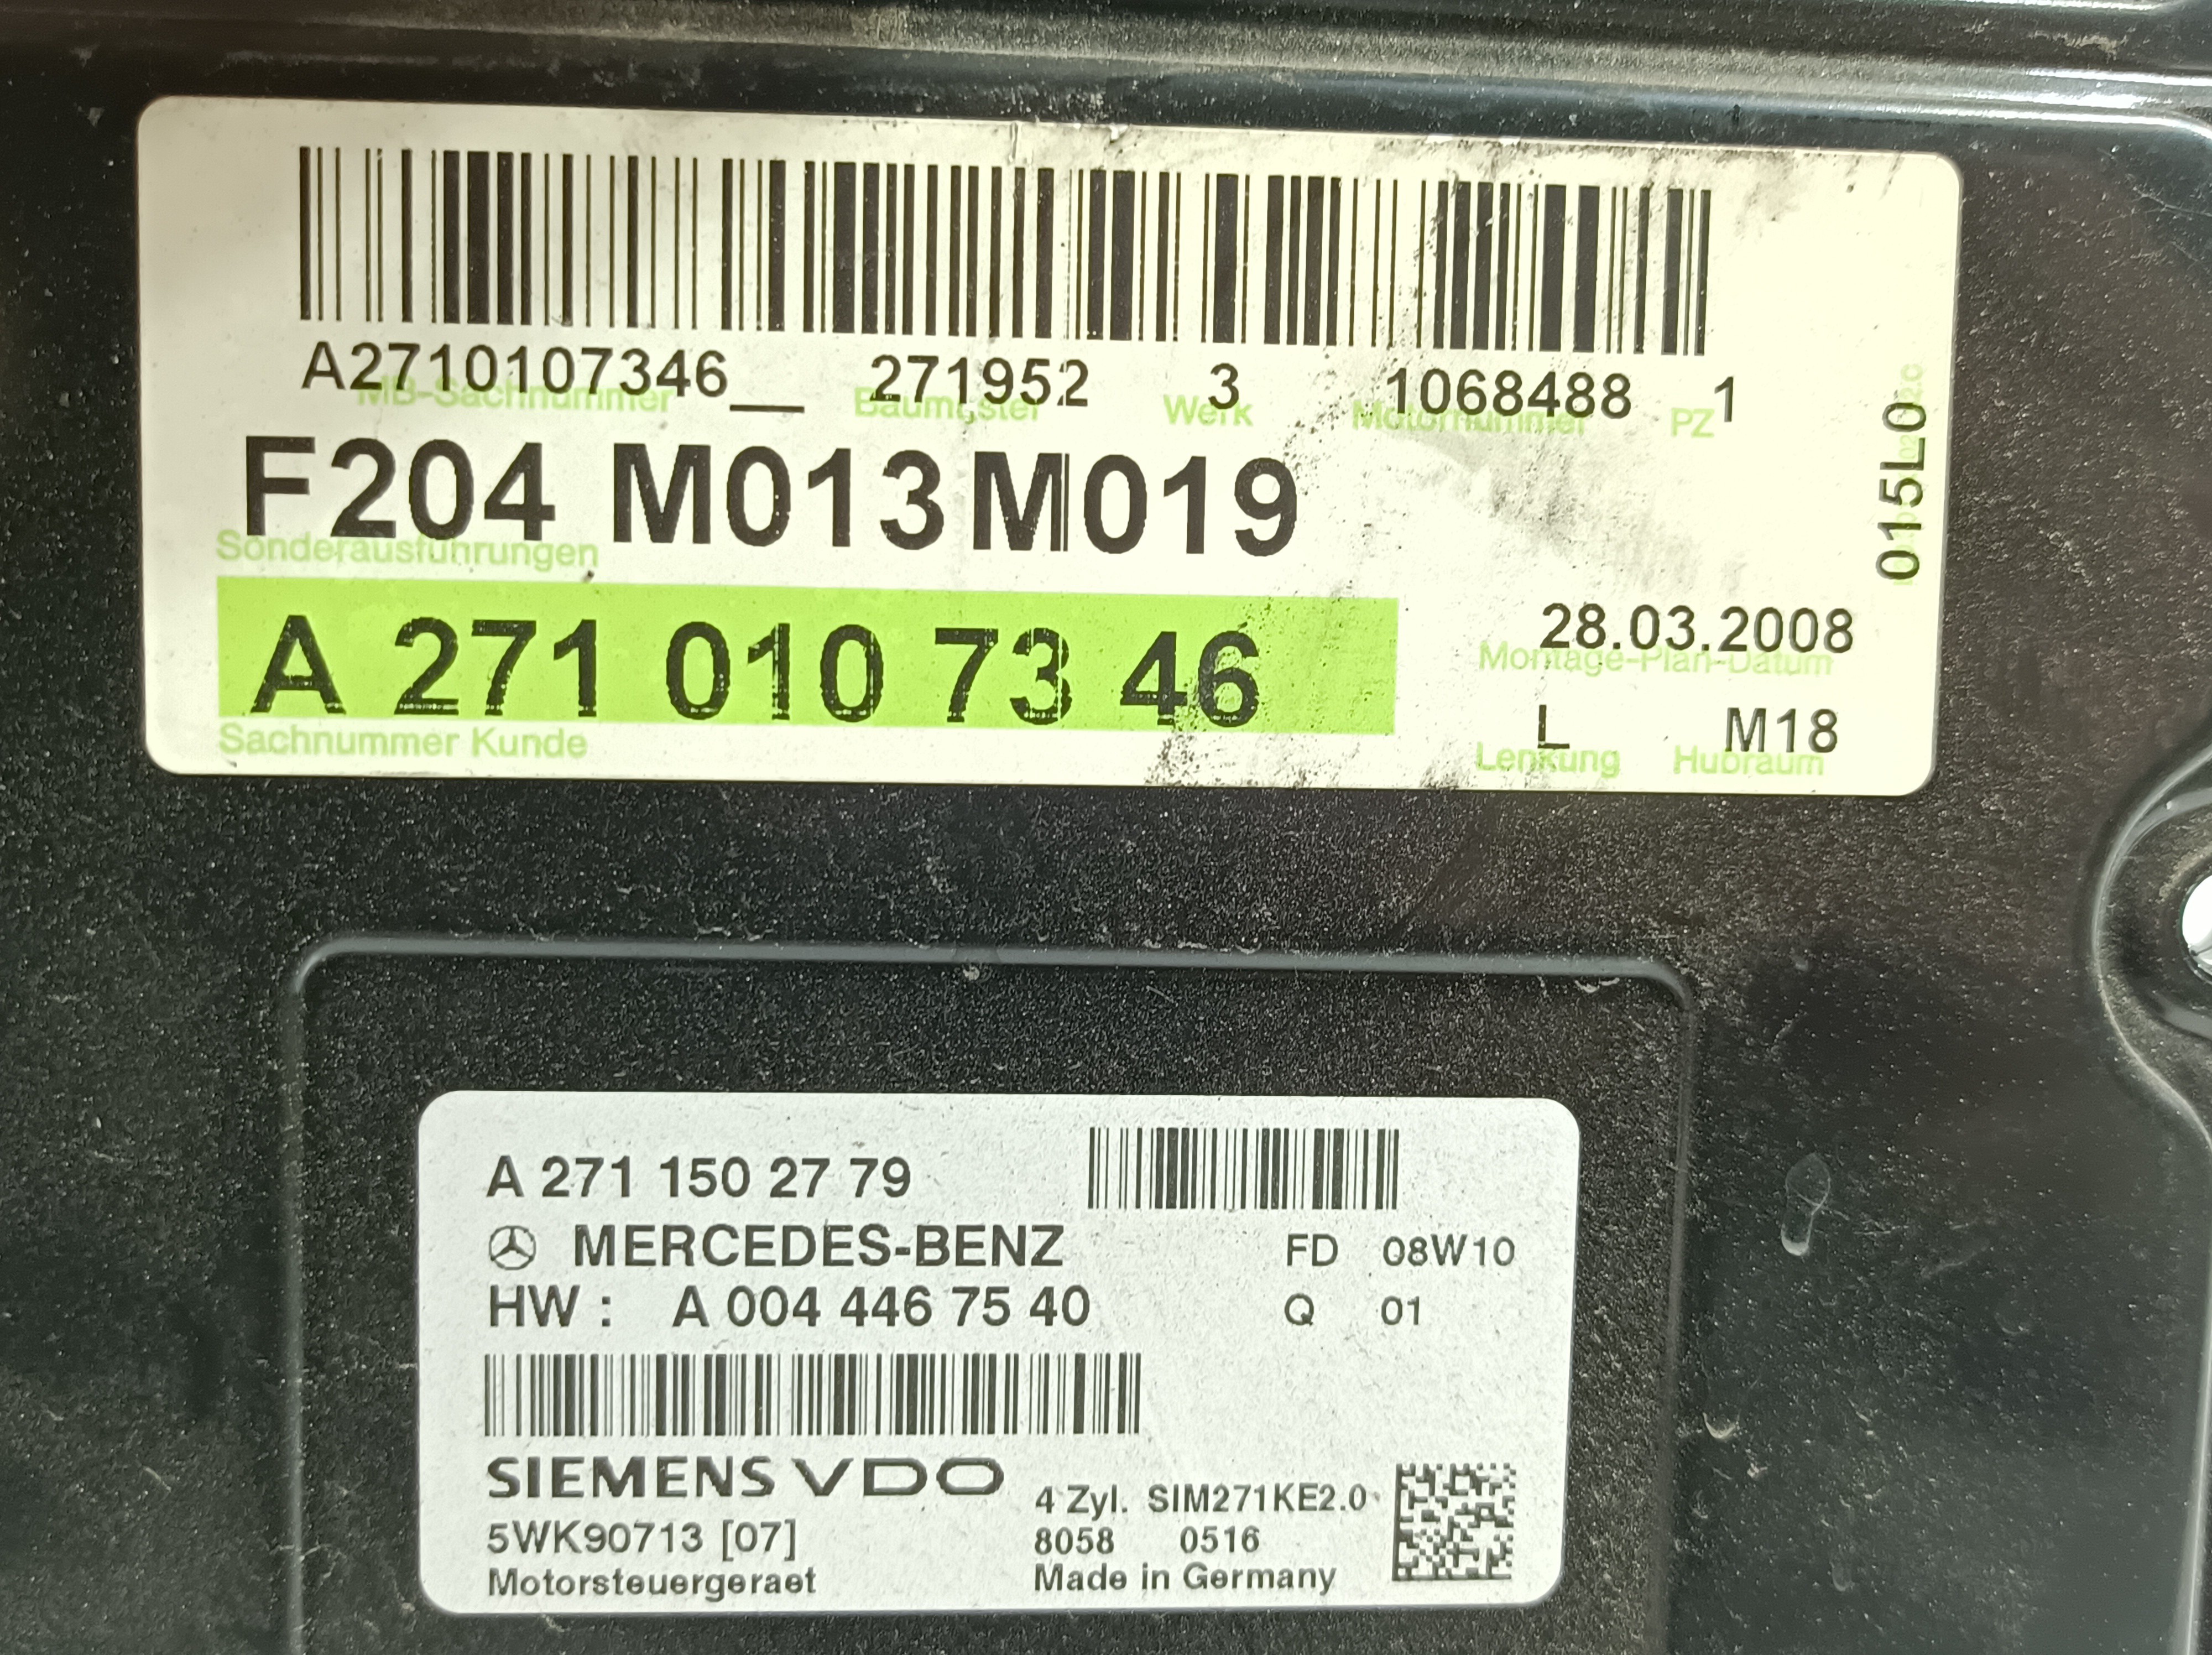 A2710107346__ 271952 3 1068488 1
MB-Sachnummer Baumuster Werk Motornummer PZ
F204 M013 M019
Sonderausführungen
015L0
A 271 010 73 46
28.03.2008
Montage-Plan-Datum
Sachnummer Kunde
L M18
Lenkung Hubraum
A 271 150 27 79
MERCEDES-BENZ FD 08W10
HW : A 004 446 75 40 Q 01
SIEMENS VDO
4 Zyl. SIM271KE2.0
5WK90713 [07] 8058 0516
Motorsteuergeraet Made in Germany